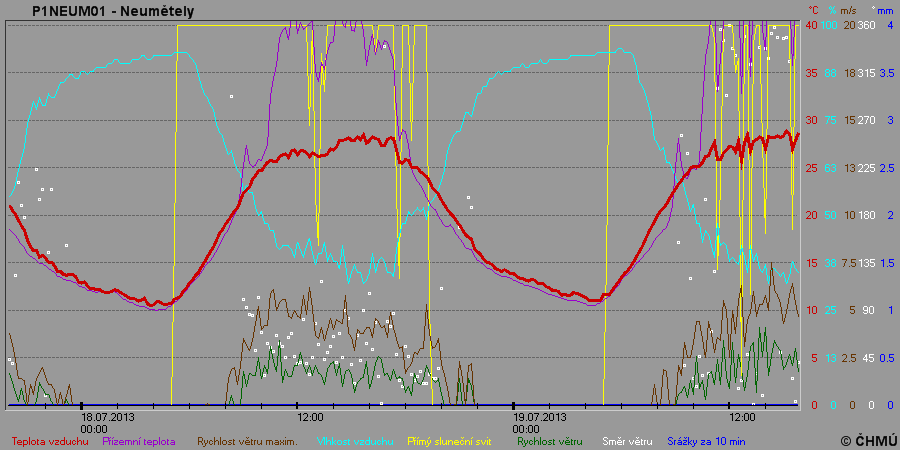 P1NEUM01 - Neumětely
°C % m/s ° mm
40 100 20 360 4
35 88 18 315 3.5
30 75 15 270 3
25 63 13 225 2.5
20 50 10 180 2
15 38 7.5 135 1.5
10 25 5 90 1
5 13 2.5 45 0.5
0 0 0 0 0
18.07.2013 12:00 19.07.2013 12:00
00:00 00:00
Teplota vzduchu Přízemní teplota Rychlost větru maxim. Vlhkost vzduchu Přímý sluneční svit Rychlost větru Směr větru Srážky za 10 min
© ČHMÚ